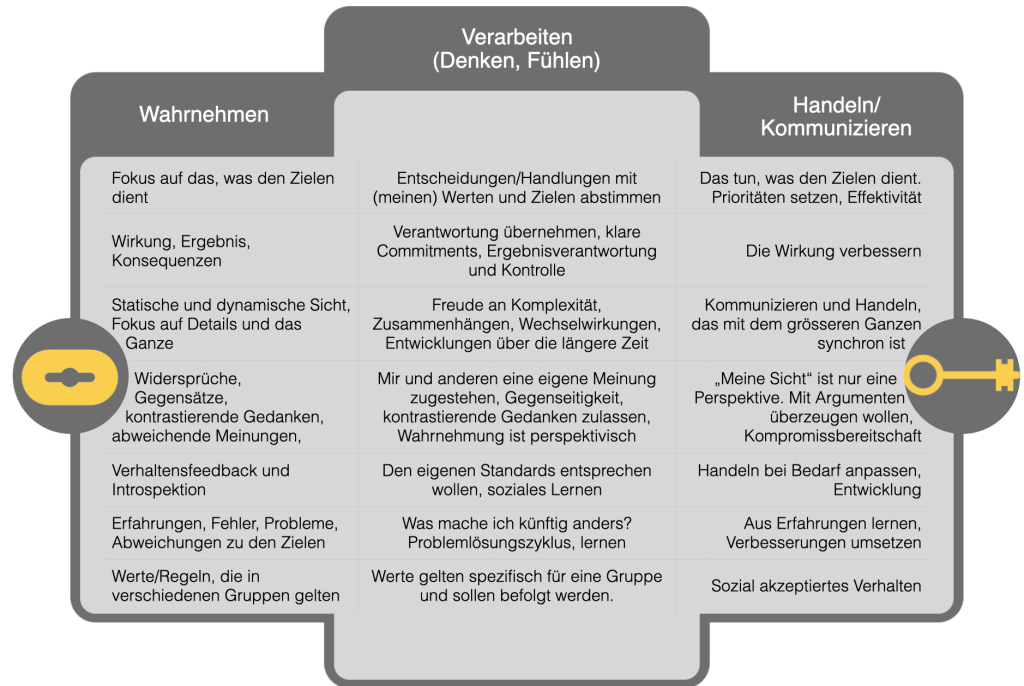 Verarbeiten
(Denken, Fühlen)
Wahrnehmen
Handeln/
Kommunizieren
Fokus auf das, was den Zielen
dient
Entscheidungen/Handlungen mit
(meinen) Werten und Zielen abstimmen
Das tun, was den Zielen dient.
Prioritäten setzen, Effektivität
Wirkung, Ergebnis,
Konsequenzen
Verantwortung übernehmen, klare
Commitments, Ergebnisverantwortung
und Kontrolle
Die Wirkung verbessern
Statische und dynamische Sicht,
Fokus auf Details und das
Ganze
Freude an Komplexität,
Zusammenhängen, Wechselwirkungen,
Entwicklungen über die längere Zeit
Kommunizieren und Handeln,
das mit dem grösseren Ganzen
synchron ist
Widersprüche,
Gegensätze,
kontrastierende Gedanken,
abweichende Meinungen,
Mir und anderen eine eigene Meinung
zugestehen, Gegenseitigkeit,
kontrastierende Gedanken zulassen,
Wahrnehmung ist perspektivisch
„Meine Sicht“ ist nur eine
Perspektive. Mit Argumenten
überzeugen wollen,
Kompromissbereitschaft
Verhaltensfeedback und
Introspektion
Den eigenen Standards entsprechen
wollen, soziales Lernen
Handeln bei Bedarf anpassen,
Entwicklung
Erfahrungen, Fehler, Probleme,
Abweichungen zu den Zielen
Was mache ich künftig anders?
Problemlösungszyklus, lernen
Aus Erfahrungen lernen,
Verbesserungen umsetzen
Werte/Regeln, die in
verschiedenen Gruppen gelten
Werte gelten spezifisch für eine Gruppe
und sollen befolgt werden.
Sozial akzeptiertes Verhalten